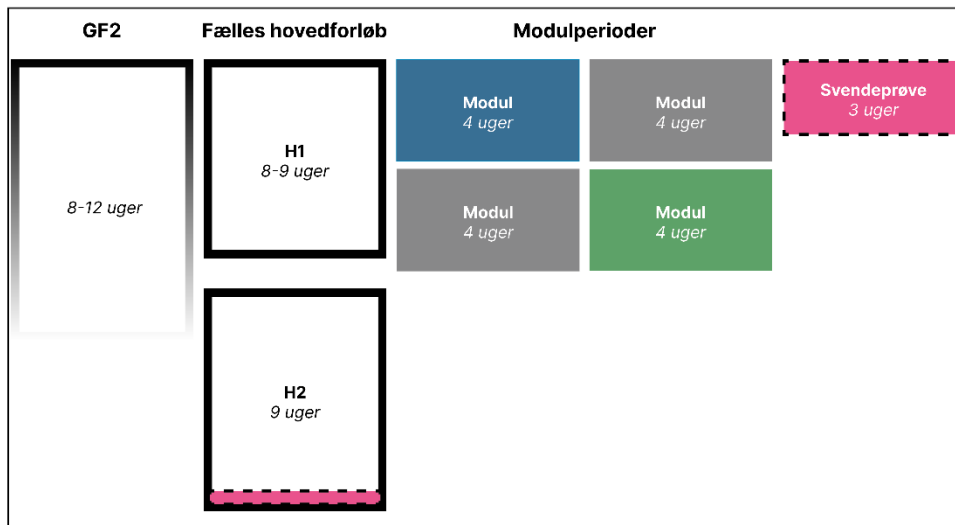 GF2
Fælles hovedforløb
Modulperioder
8-12 uger
H1
8-9 uger
H2
9 uger
Modul
4 uger
Modul
4 uger
Modul
4 uger
Modul
4 uger
Svendeprøve
3 uger